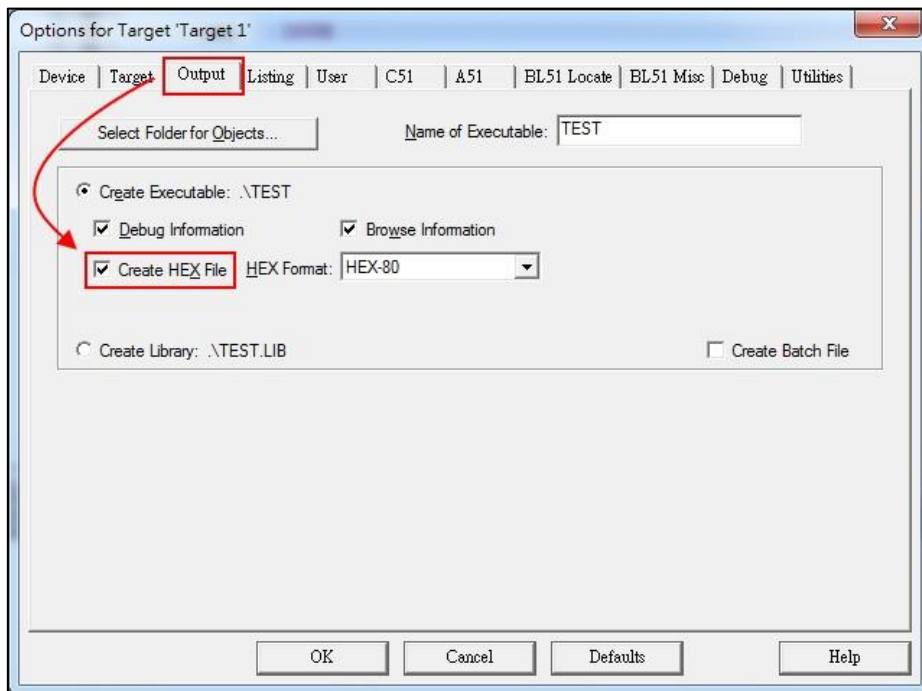 Options for Target 'Target 1'
Device Target Output Listing User C51 A51 BL51 Locate BL51 Misc Debug Utilities
Select Folder for Objects... Name of Executable: TEST
Create Executable: .\TEST
Debug Information Browse Information
Create HEX File HEX Format: HEX-80
Create Library: .\TEST.LIB Create Batch File
OK Cancel Defaults Help